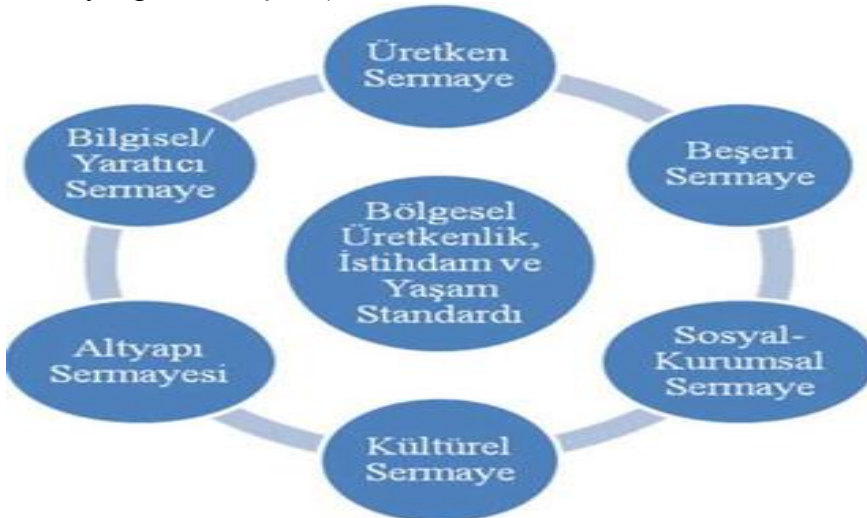 Üretken
Sermaye
Beşeri
Sermaye
Sosyal-
Kurumsal
Sermaye
Kültürel
Sermaye
Altyapı
Sermayesi
Bilgisel/
Yaratıcı
Sermaye
Bölgesel
Üretkenlik,
İstihdam ve
Yaşam
Standardı